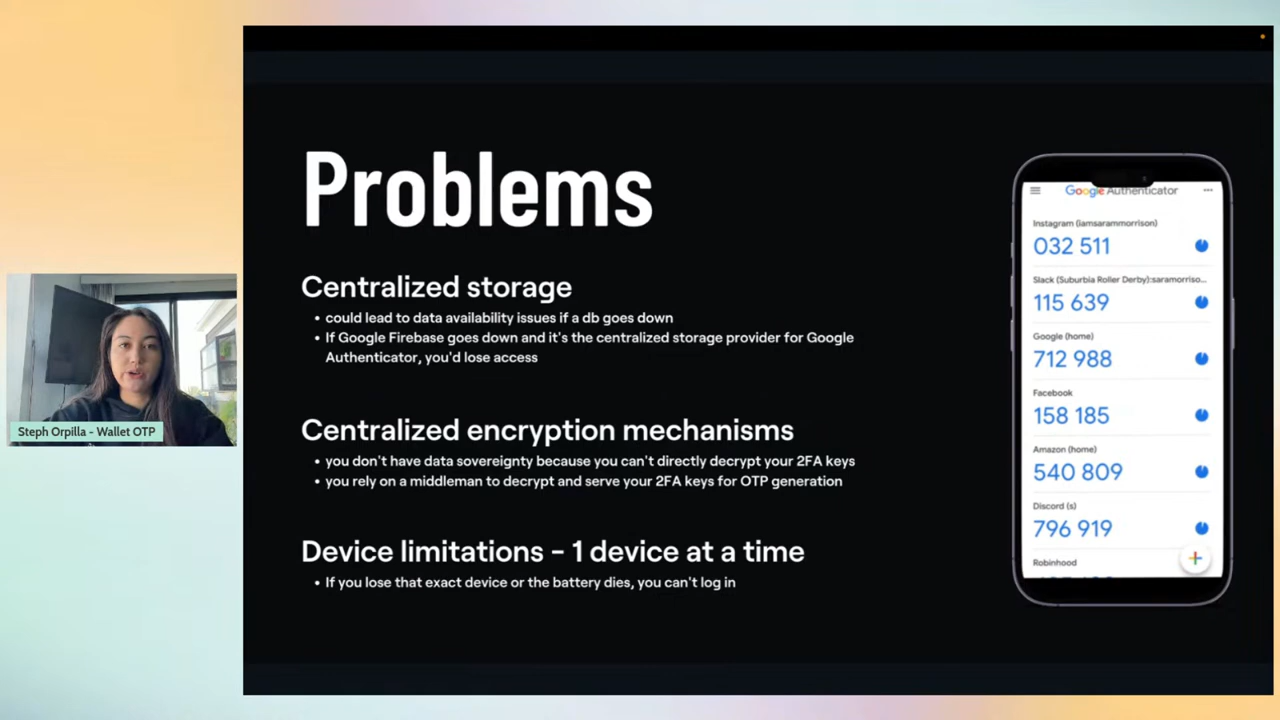 Problems
Centralized storage
• could lead to data availability issues if a db goes down
• If Google Firebase goes down and it's the centralized storage provider for Google
Authenticator, you'd lose access
Centralized encryption mechanisms
• you don't have data sovereignty because you can't directly decrypt your 2FA keys
• you rely on a middleman to decrypt and serve your 2FA keys for OTP generation
Device limitations - 1 device at a time
• If you lose that exact device or the battery dies, you can't log in
Steph Orpilla - Wallet OTP
Google Authenticator
Instagram (iamsarammorrison)
032 511
Slack (Suburbia Roller Derby):saramorriso...
115 639
Google (home)
712 988
Facebook
158 185
Amazon (home)
540 809
Discord (s)
796 919
Robinhood